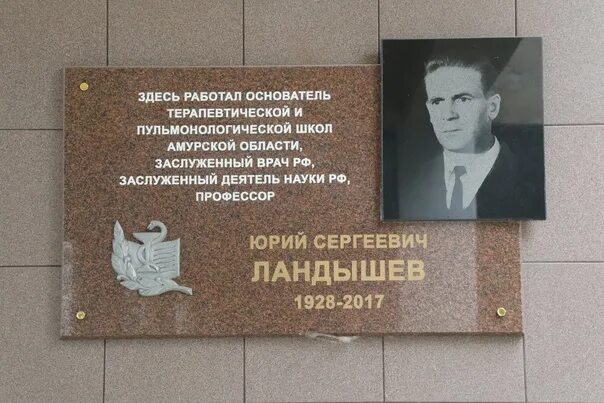 ЗДЕСЬ РАБОТАЛ ОСНОВАТЕЛЬ
ТЕРАПЕВТИЧЕСКОЙ И
ПУЛЬМОНОЛОГИЧЕСКОЙ ШКОЛ
АМУРСКОЙ ОБЛАСТИ,
ЗАСЛУЖЕННЫЙ ВРАЧ РФ,
ЗАСЛУЖЕННЫЙ ДЕЯТЕЛЬ НАУКИ РФ,
ПРОФЕССОР
ЮРИЙ СЕРГЕЕВИЧ
ЛАНДЫШЕВ
1928-2017